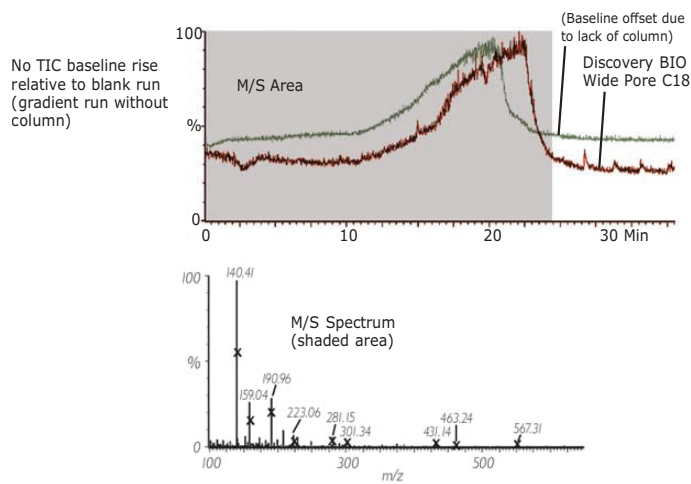 No TIC baseline rise
relative to blank run
(gradient run without
column)
100
%
0
M/S Area
(Baseline offset due
to lack of column)
Discovery BIO
Wide Pore C18
0
10
20
30 Min
100
%
0
140.41
M/S Spectrum
(shaded area)
159.04
190.96
223.06
281.15
301.34
431.14
463.24
567.31
100
300
500
m/z